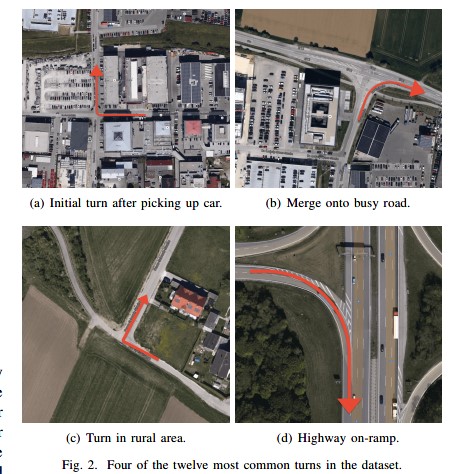 (a) Initial turn after picking up car.
(b) Merge onto busy road.
(c) Turn in rural area.
(d) Highway on-ramp.
Fig. 2. Four of the twelve most common turns in the dataset.